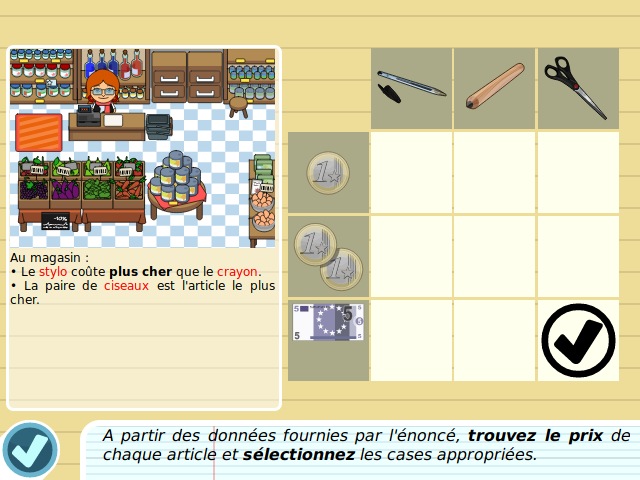 -10%
Au magasin :
• Le stylo coûte plus cher que le crayon.
• La paire de ciseaux est l'article le plus
cher.
1
1
1
5
5
5
5
A partir des données fournies par l'énoncé, trouvez le prix de
chaque article et sélectionnez les cases appropriées.